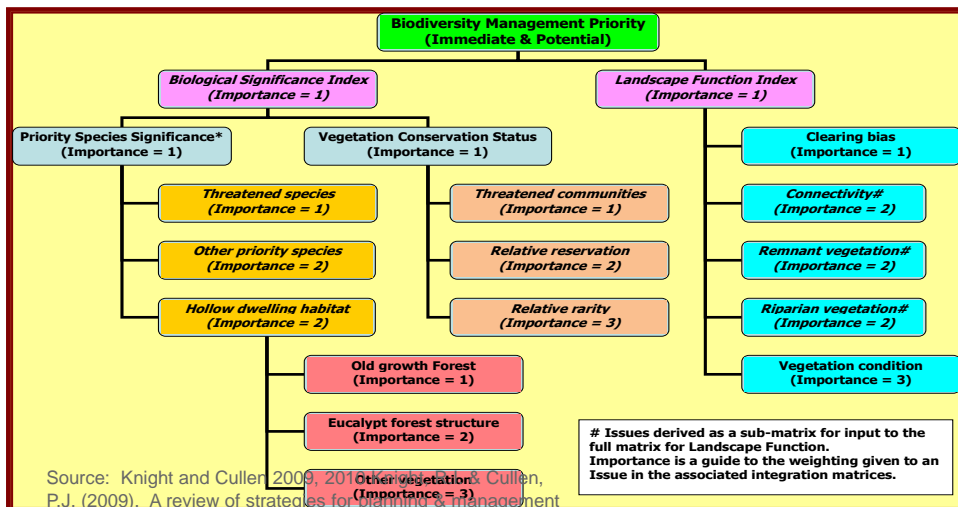 Biodiversity Management Priority
(Immediate & Potential)
Biological Significance Index
(Importance = 1)
Landscape Function Index
(Importance = 1)
Priority Species Significance*
(Importance = 1)
Vegetation Conservation Status
(Importance = 1)
Clearing bias
(Importance = 1)
Threatened species
(Importance = 1)
Threatened communities
(Importance = 1)
Connectivity#
(Importance = 2)
Other priority species
(Importance = 2)
Relative reservation
(Importance = 2)
Remnant vegetation#
(Importance = 2)
Hollow dwelling habitat
(Importance = 2)
Relative rarity
(Importance = 3)
Riparian vegetation#
(Importance = 2)
Old growth Forest
(Importance = 1)
Vegetation condition
(Importance = 3)
Eucalypt forest structure
(Importance = 2)
Other vegetation
(Importance = 3)
# Issues derived as a sub-matrix for input to the
full matrix for Landscape Function.
Importance is a guide to the weighting given to an
Issue in the associated integration matrices.
Source: Knight and Cullen 2009, 2010 Knight, R.I. & Cullen,
P.J. (2009). A review of strategies for planning & management